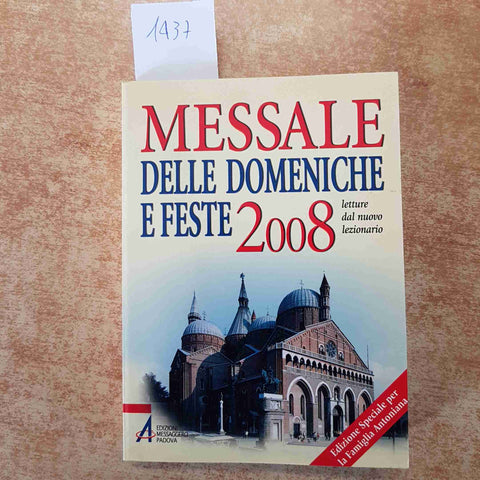 1437
MESSALE
DELLE DOMENICHE
E FESTE 2008
letture
dal nuovo
lezionario
EDIZIONI
MESSAGGERO
PADOVA
Edizione Speciale per
la Famiglia Antoniana